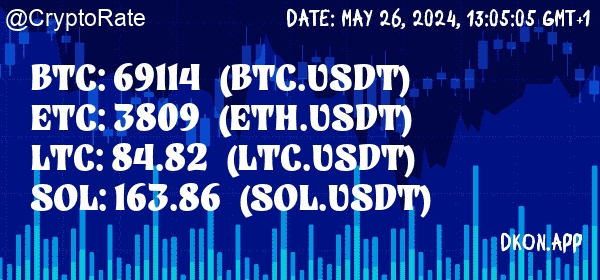 @CryptoRate
DATE: MAY 26, 2024, 13:05:05 GMT+1
BTC: 69114 (BTC.USDT)
ETC: 3809 (ETH.USDT)
LTC: 84.82 (LTC.USDT)
SOL: 163.86 (SOL.USDT)
DKON.APP